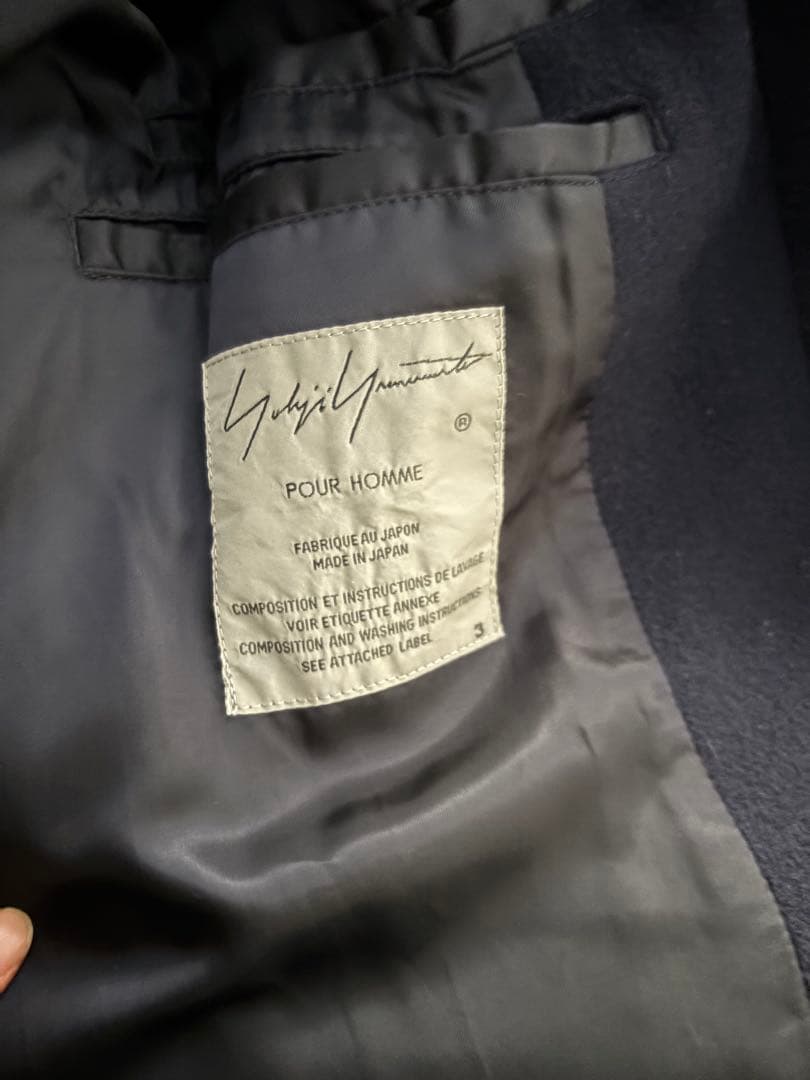 Yohji Yamamoto
®
POUR HOMME
FABRIQUE AU JAPON
MADE IN JAPAN
COMPOSITION ET INSTRUCTIONS DE LAVAGE
VOIR ETIQUETTE ANNEXE
COMPOSITION AND WASHING INSTRUCTIONS
SEE ATTACHED LABEL
3